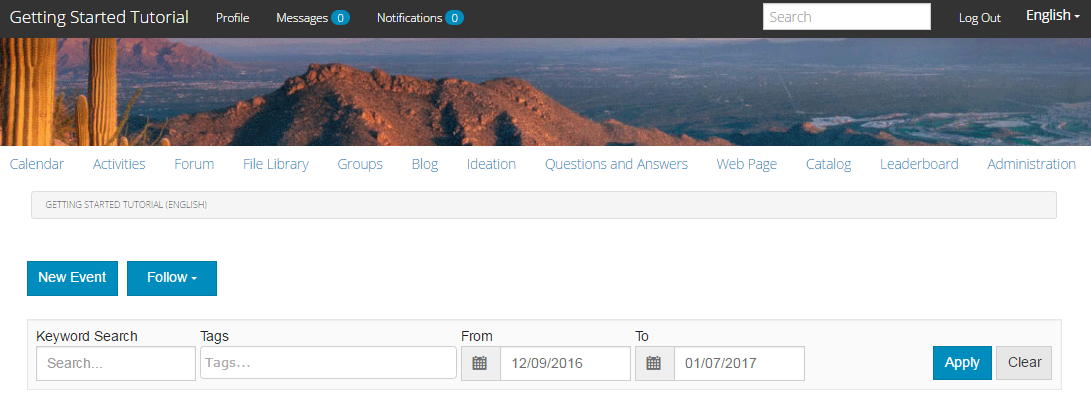 Getting Started Tutorial Profile Messages 0 Notifications 0 Search Log Out English
Calendar Activities Forum File Library Groups Blog Ideation Questions and Answers Web Page Catalog Leaderboard Administration
GETTING STARTED TUTORIAL (ENGLISH)
New Event Follow
Keyword Search Tags From To
Search... Tags... 12/09/2016 01/07/2017 Apply Clear